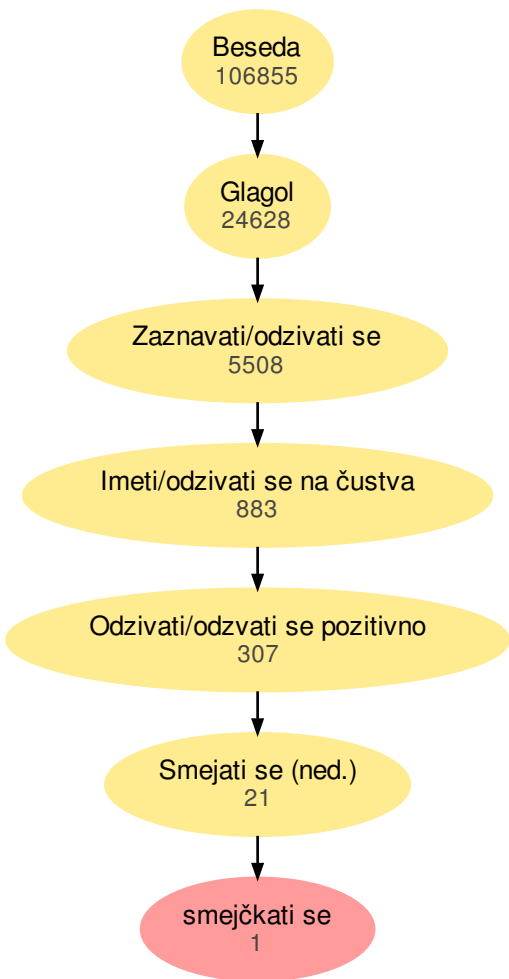 Beseda
106855
Glagol
24628
Zaznavati/odzivati se
5508
Imeti/odzivati se na čustva
883
Odzivati/odzvati se pozitivno
307
Smejati se (ned.)
21
smejčkati se
1